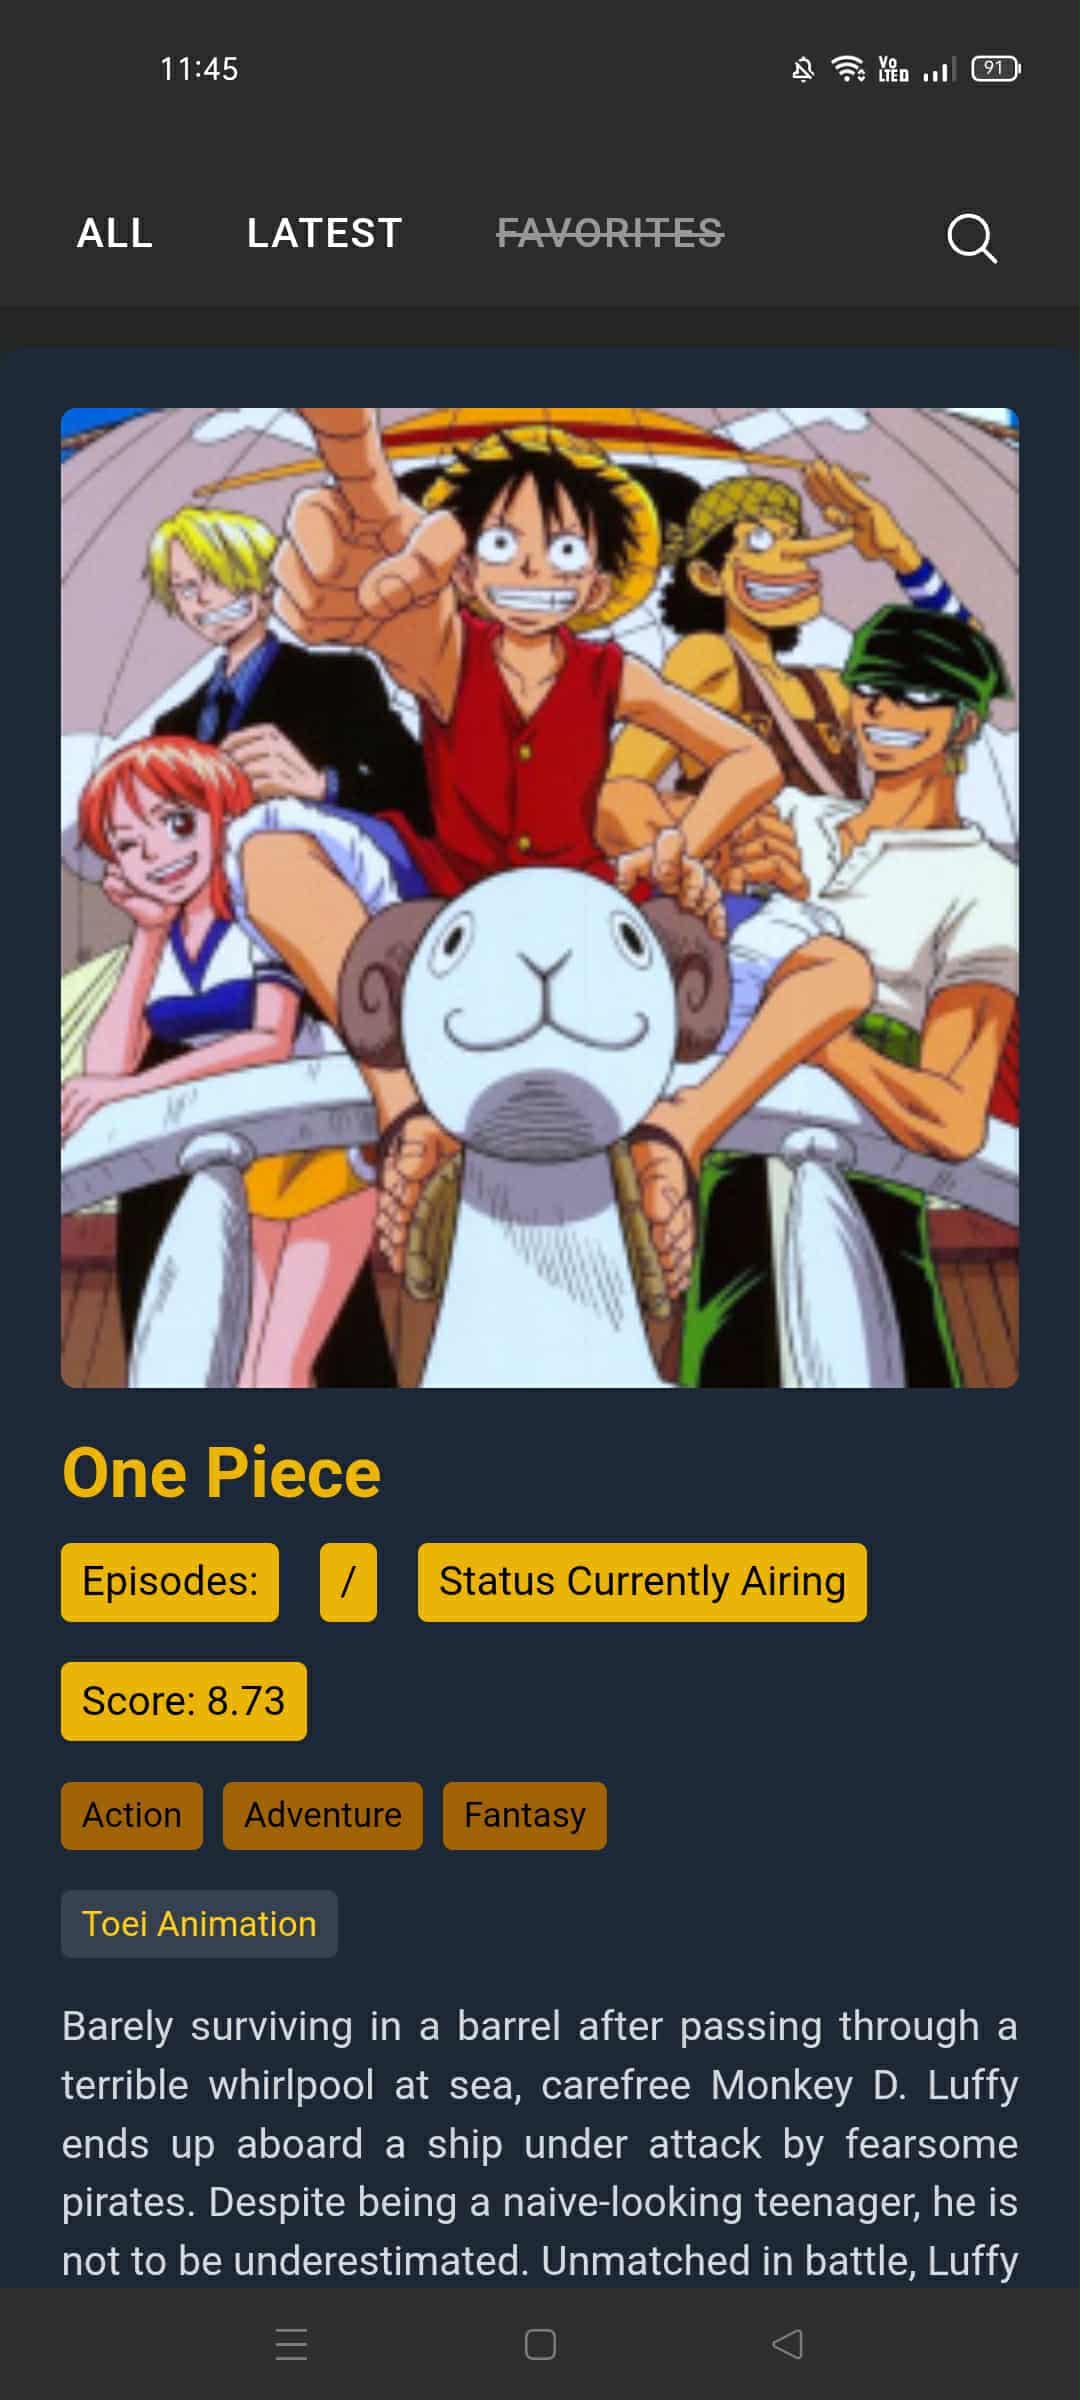 11:45
Vo
LTED
91
ALL LATEST FAVORITES
One Piece
Episodes: / Status Currently Airing
Score: 8.73
Action Adventure Fantasy
Toei Animation
Barely surviving in a barrel after passing through a
terrible whirlpool at sea, carefree Monkey D. Luffy
ends up aboard a ship under attack by fearsome
pirates. Despite being a naive-looking teenager, he is
not to be underestimated. Unmatched in battle, Luffy